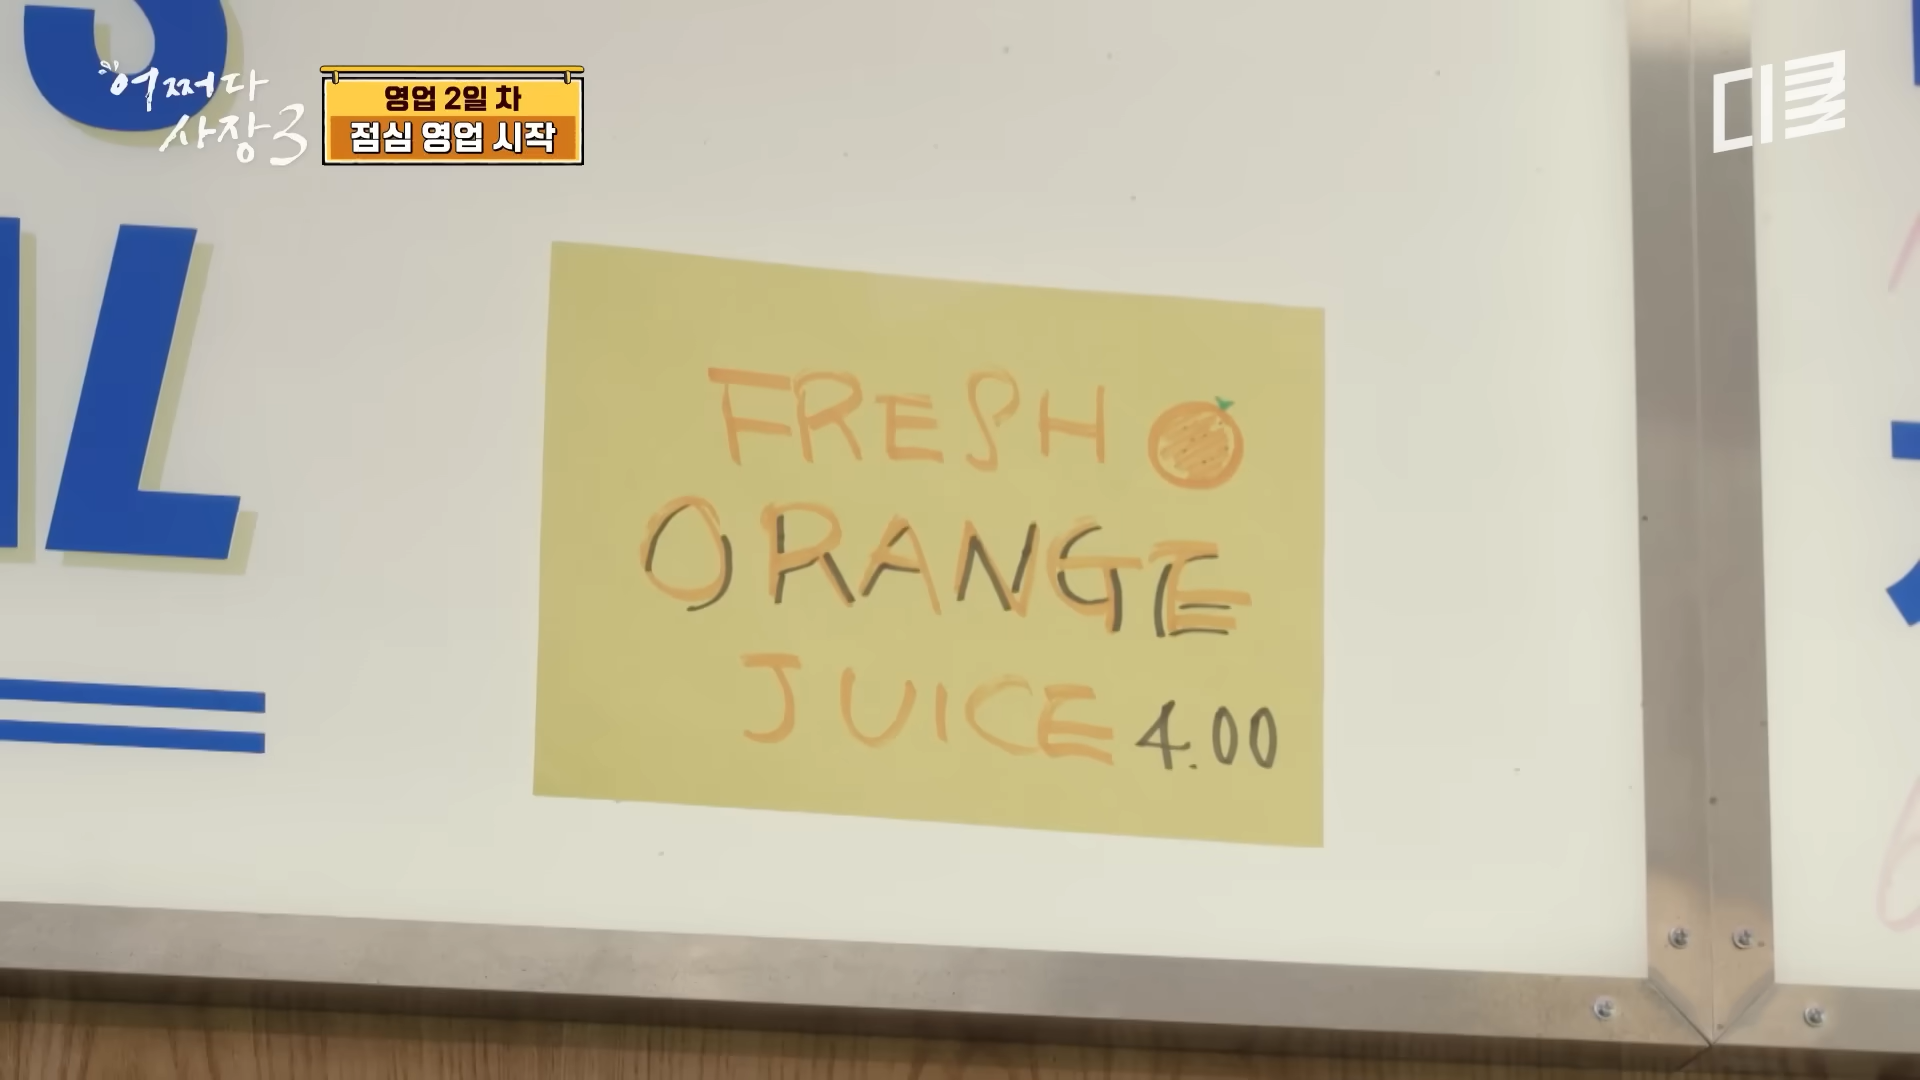 어쩌다
사장3
영업 2일 차
점심 영업 시작
디글
FRESH
ORANGE
JUICE 4.00